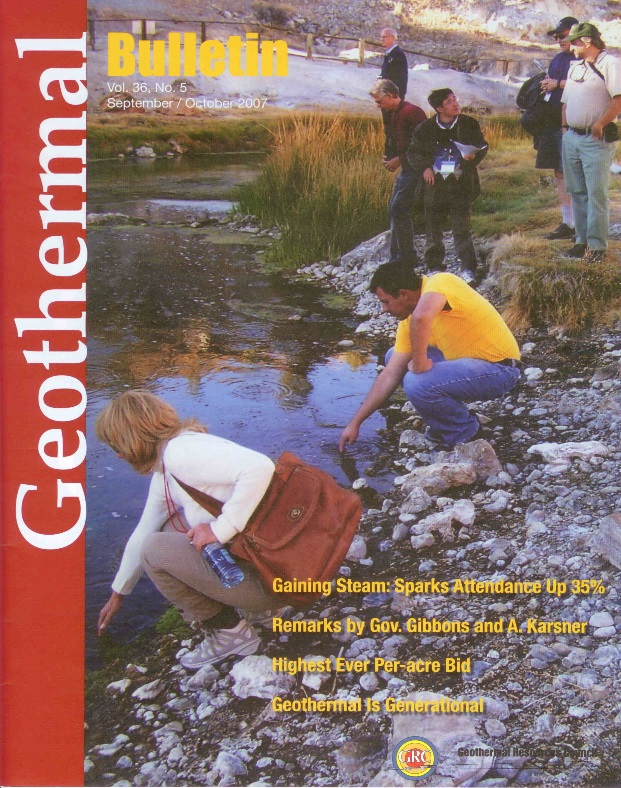 Geothermal
Bulletin
Vol. 36, No. 5
September / October 2007
Gaining Steam: Sparks Attendance Up 35%
Remarks by Gov. Gibbons and A. Karsner
Highest Ever Per-acre Bid
Geothermal Is Generational
GRC
Geothermal Resources Council